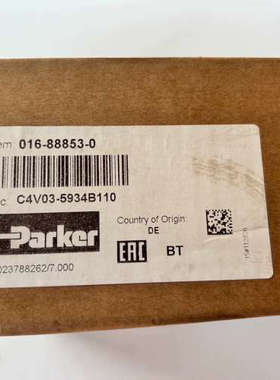 em 016-88853-0
c. C4V03-5934B110
Parker
Country of Origin:
DE
EAC
BT
023788262/7.000